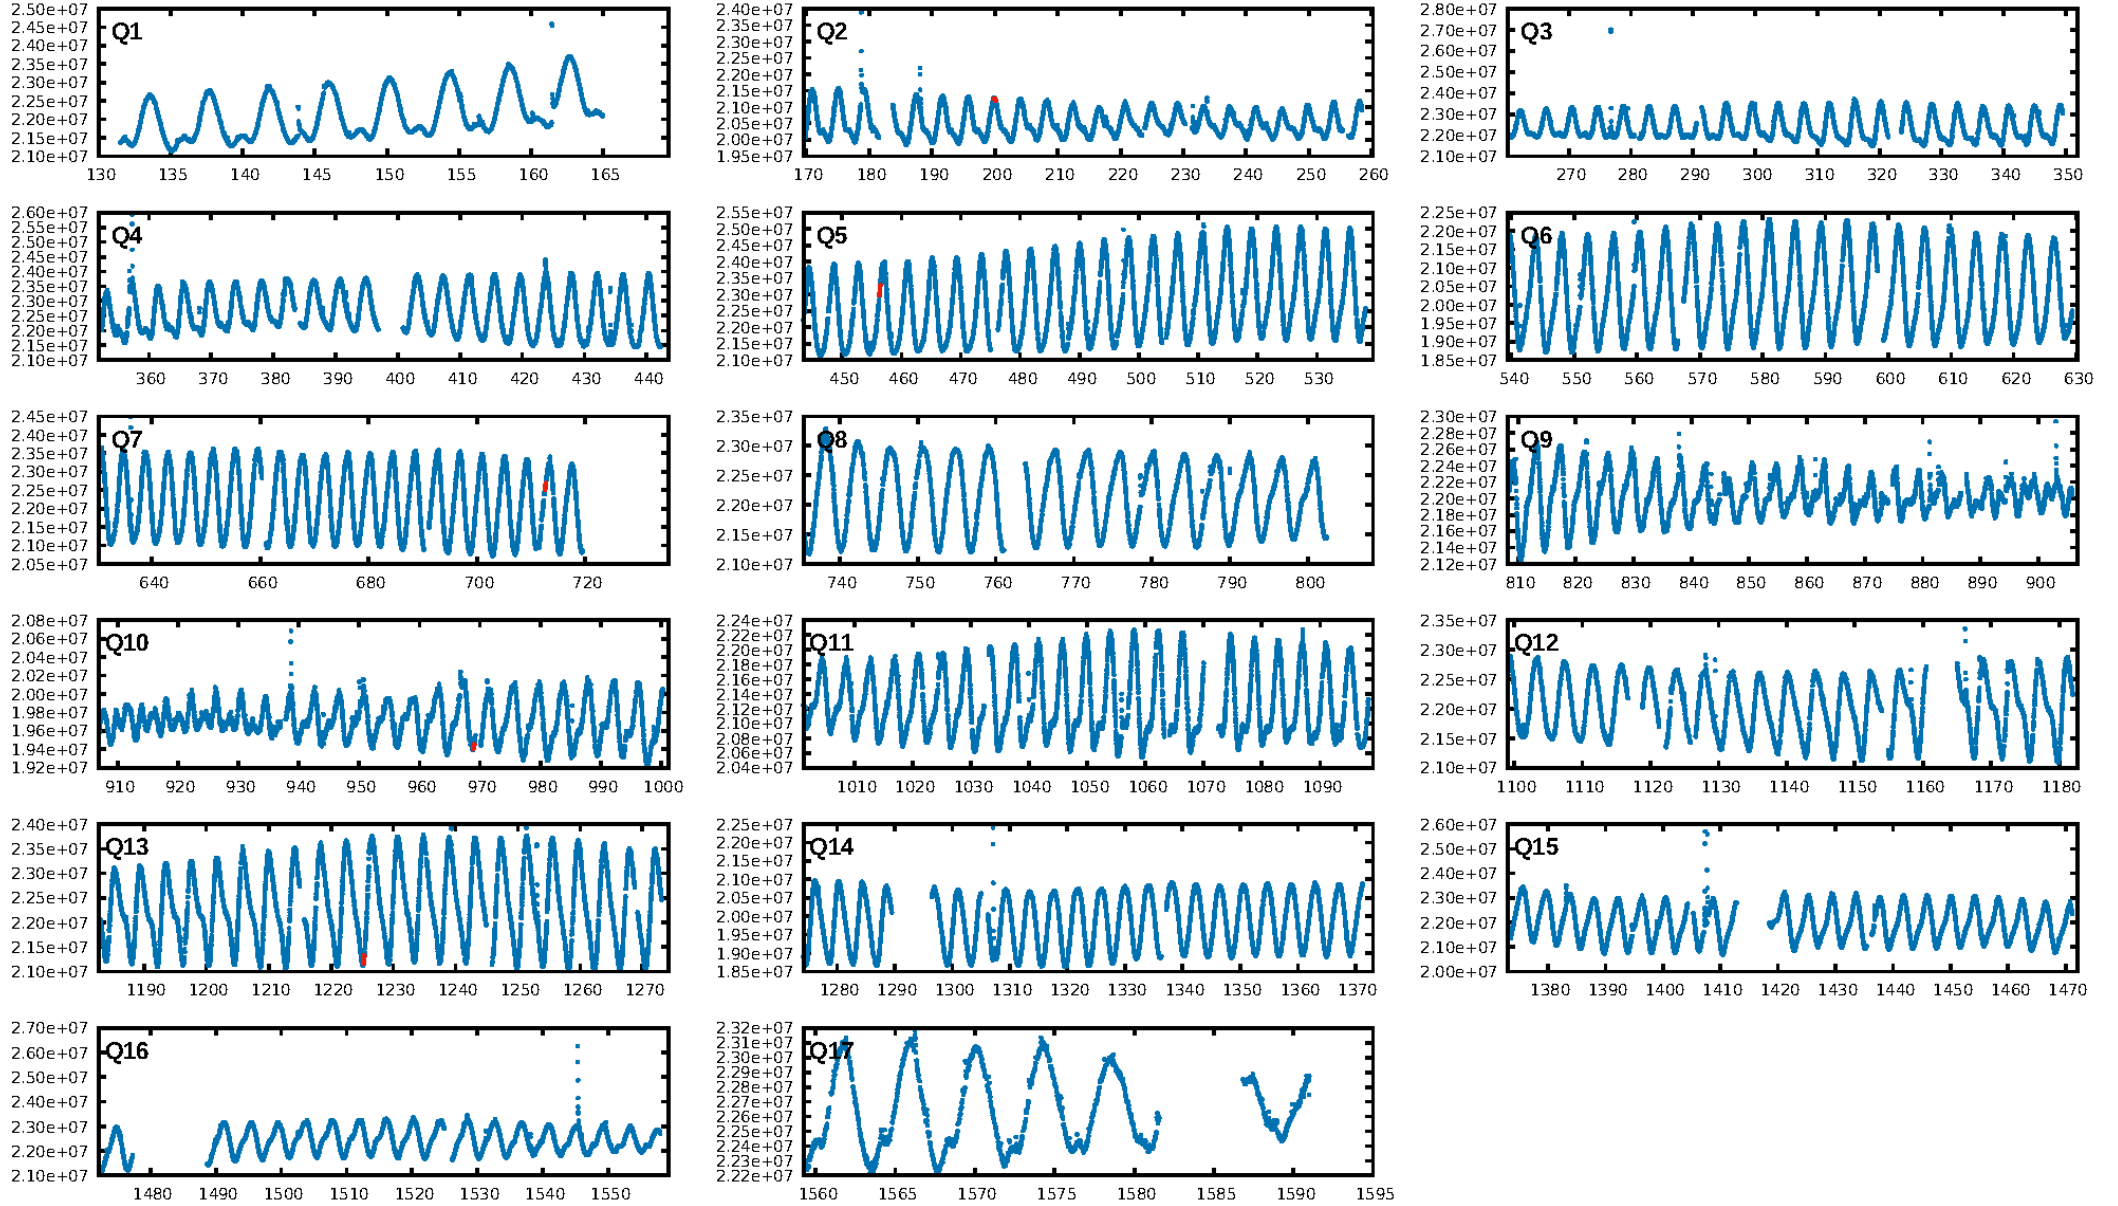 Q1
2.50e+07
2.45e+07
2.40e+07
2.35e+07
2.30e+07
2.25e+07
2.20e+07
2.15e+07
2.10e+07
130 135 140 145 150 155 160 165
Q2
2.40e+07
2.35e+07
2.30e+07
2.25e+07
2.20e+07
2.15e+07
2.10e+07
2.05e+07
2.00e+07
1.95e+07
170 180 190 200 210 220 230 240 250 260
Q3
2.80e+07
2.70e+07
2.60e+07
2.50e+07
2.40e+07
2.30e+07
2.20e+07
2.10e+07
270 280 290 300 310 320 330 340 350
Q4
2.60e+07
2.55e+07
2.50e+07
2.45e+07
2.40e+07
2.35e+07
2.30e+07
2.25e+07
2.20e+07
2.15e+07
2.10e+07
360 370 380 390 400 410 420 430 440
Q5
2.55e+07
2.50e+07
2.45e+07
2.40e+07
2.35e+07
2.30e+07
2.25e+07
2.20e+07
2.15e+07
2.10e+07
450 460 470 480 490 500 510 520 530
Q6
2.25e+07
2.20e+07
2.15e+07
2.10e+07
2.05e+07
2.00e+07
1.95e+07
1.90e+07
1.85e+07
540 550 560 570 580 590 600 610 620 630
Q7
2.45e+07
2.40e+07
2.35e+07
2.30e+07
2.25e+07
2.20e+07
2.15e+07
2.10e+07
2.05e+07
640 660 680 700 720
Q8
2.35e+07
2.30e+07
2.25e+07
2.20e+07
2.15e+07
2.10e+07
740 750 760 770 780 790 800
Q9
2.30e+07
2.28e+07
2.26e+07
2.24e+07
2.22e+07
2.20e+07
2.18e+07
2.16e+07
2.14e+07
2.12e+07
810 820 830 840 850 860 870 880 890 900
Q10
2.08e+07
2.06e+07
2.04e+07
2.02e+07
2.00e+07
1.98e+07
1.96e+07
1.94e+07
1.92e+07
910 920 930 940 950 960 970 980 990 1000
Q11
2.24e+07
2.22e+07
2.20e+07
2.18e+07
2.16e+07
2.14e+07
2.12e+07
2.10e+07
2.08e+07
2.06e+07
2.04e+07
1010 1020 1030 1040 1050 1060 1070 1080 1090
Q12
2.35e+07
2.30e+07
2.25e+07
2.20e+07
2.15e+07
2.10e+07
1100 1110 1120 1130 1140 1150 1160 1170 1180
Q13
2.40e+07
2.35e+07
2.30e+07
2.25e+07
2.20e+07
2.15e+07
2.10e+07
1190 1200 1210 1220 1230 1240 1250 1260 1270
Q14
2.25e+07
2.20e+07
2.15e+07
2.10e+07
2.05e+07
2.00e+07
1.95e+07
1.90e+07
1.85e+07
1280 1290 1300 1310 1320 1330 1340 1350 1360 1370
Q15
2.60e+07
2.50e+07
2.40e+07
2.30e+07
2.20e+07
2.10e+07
2.00e+07
1380 1390 1400 1410 1420 1430 1440 1450 1460 1470
Q16
2.70e+07
2.60e+07
2.50e+07
2.40e+07
2.30e+07
2.20e+07
2.10e+07
1480 1490 1500 1510 1520 1530 1540 1550
Q17
2.32e+07
2.31e+07
2.30e+07
2.29e+07
2.28e+07
2.27e+07
2.26e+07
2.25e+07
2.24e+07
2.23e+07
2.22e+07
1560 1565 1570 1575 1580 1585 1590 1595